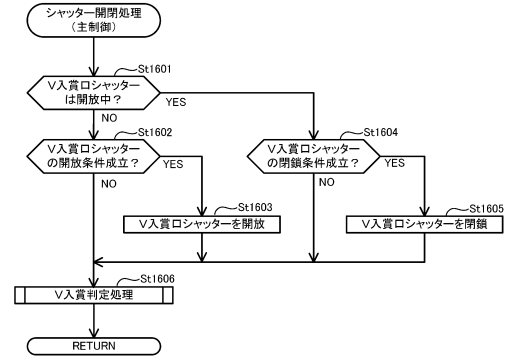 シャッター開閉処理
(主制御)
St1601
V入賞口シャッター
は開放中？
YES
NO
St1602
V入賞口シャッター
の開放条件成立？
YES
NO
St1604
V入賞口シャッター
の閉鎖条件成立？
YES
NO
St1603
V入賞口シャッターを開放
St1605
V入賞口シャッターを閉鎖
St1606
V入賞判定処理
RETURN